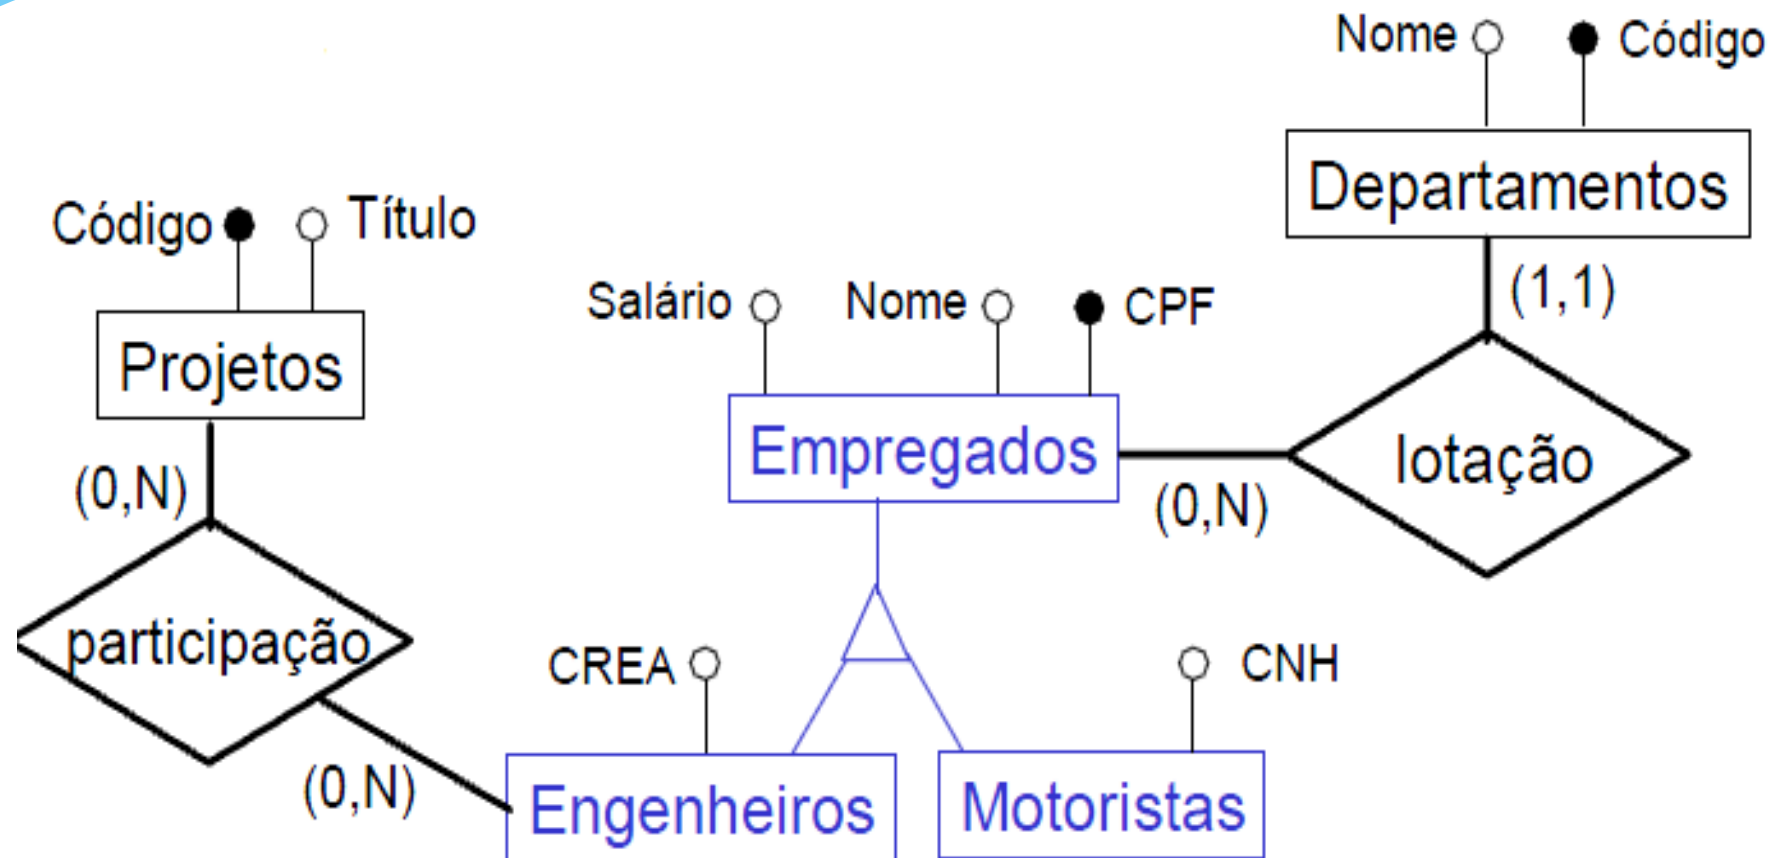 Nome
Código
Departamentos
(1,1)
Código
Título
Projetos
(0,N)
Salário
Nome
CPF
Empregados
(0,N)
lotação
participação
(0,N)
CREA
CNH
Engenheiros
Motoristas